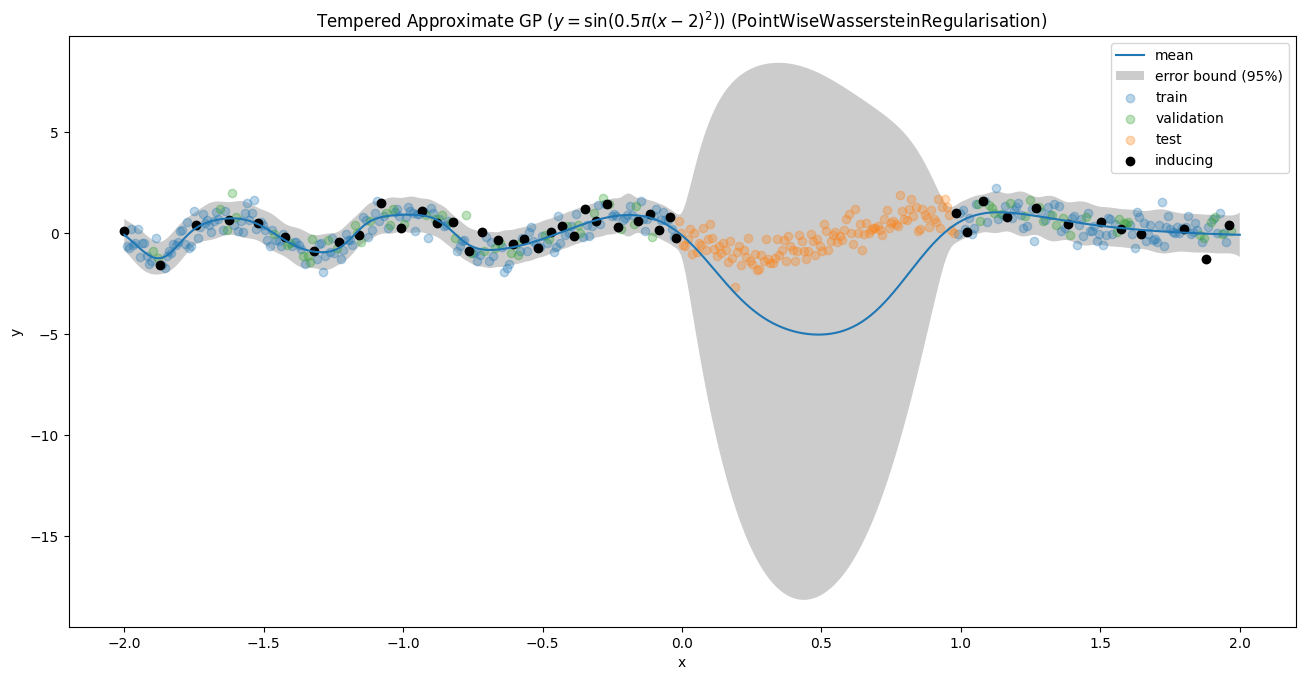 Tempered Approximate GP ($y = \sin(0.5\pi(x-2)^2)$) (PointWiseWassersteinRegularisation)
mean
error bound (95%)
train
validation
test
inducing
y
5
0
−5
−10
−15
−2.0 −1.5 −1.0 −0.5 0.0 0.5 1.0 1.5 2.0
x